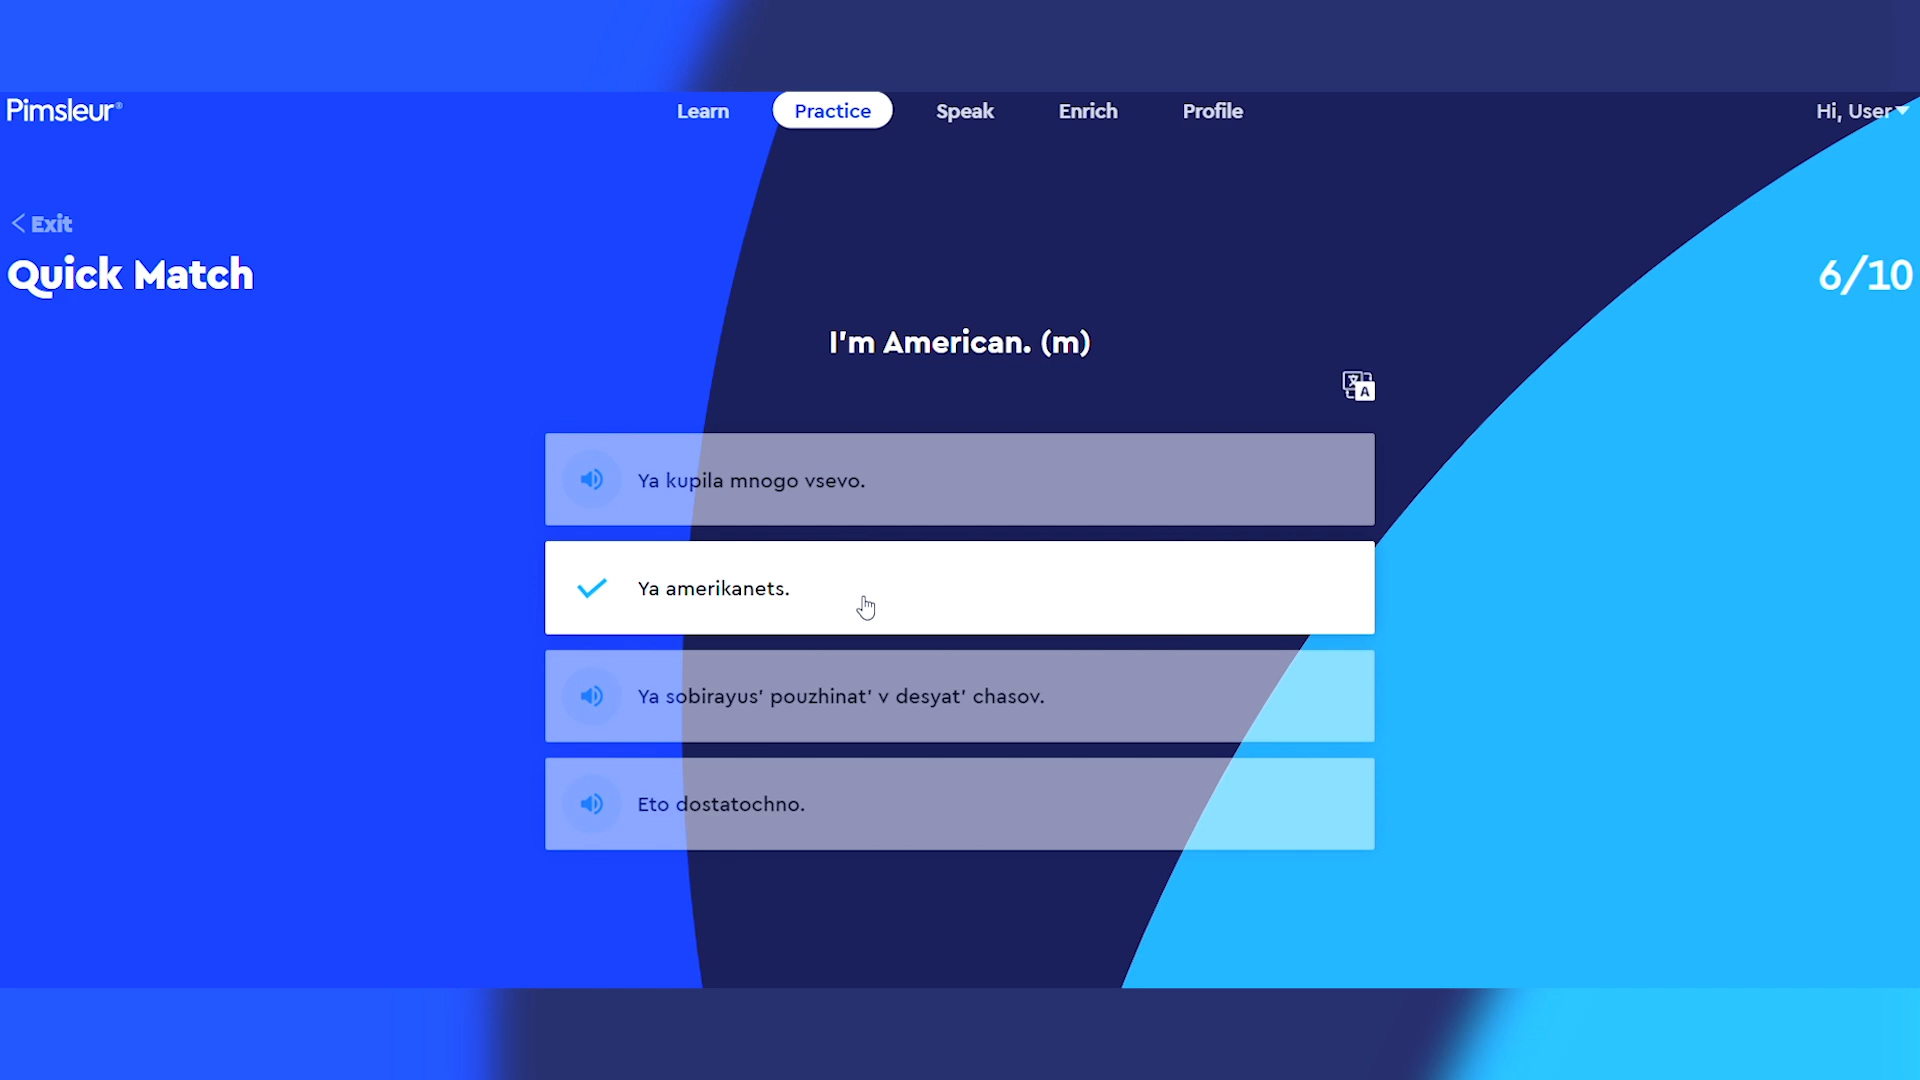 Pimsleur®
Learn
Practice
Speak
Enrich
Profile
Hi, User
Exit
Quick Match
6/10
I'm American. (m)
文 A
Ya kupila mnogo vsevo.
Ya amerikanets.
Ya sobirayus' pouzhinat' v desyat' chasov.
Eto dostatochno.